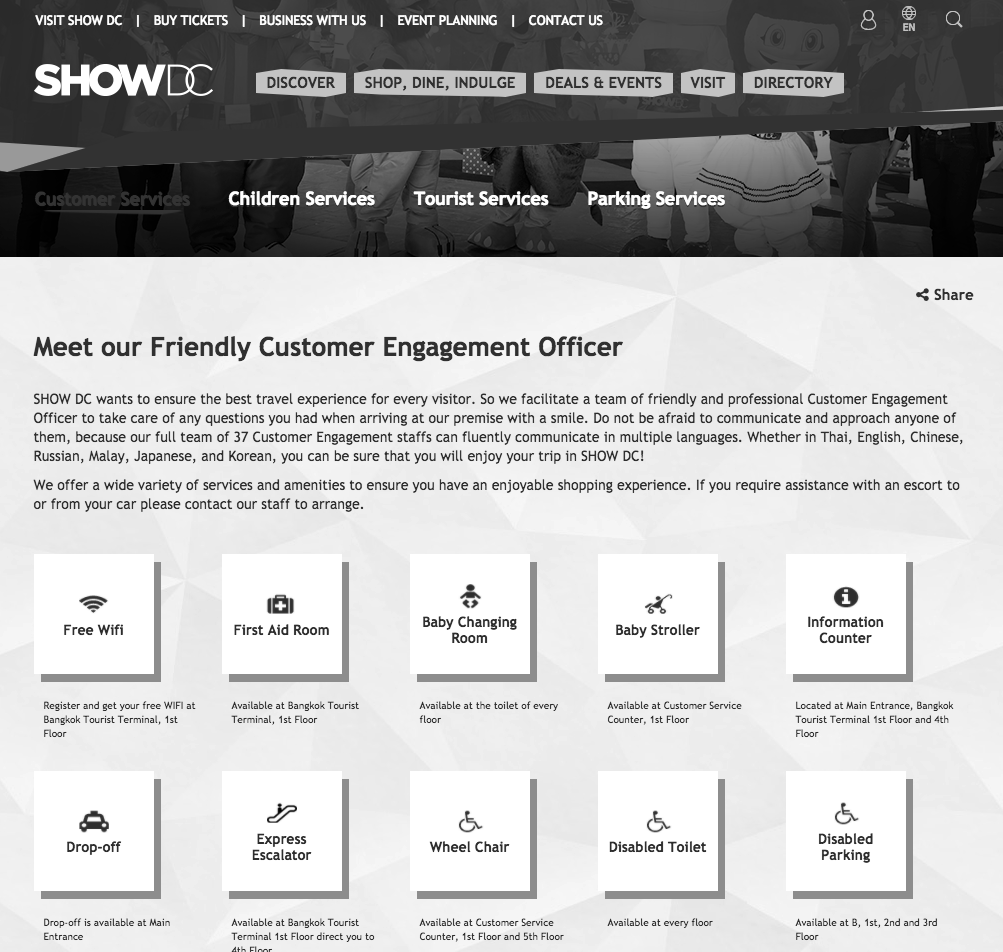 VISIT SHOW DC | BUY TICKETS | BUSINESS WITH US | EVENT PLANNING | CONTACT US
EN
SHOWDC
DISCOVER SHOP, DINE, INDULGE DEALS & EVENTS VISIT DIRECTORY
Customer Services Children Services Tourist Services Parking Services
Share
Meet our Friendly Customer Engagement Officer
SHOW DC wants to ensure the best travel experience for every visitor. So we facilitate a team of friendly and professional Customer Engagement
Officer to take care of any questions you had when arriving at our premise with a smile. Do not be afraid to communicate and approach anyone of
them, because our full team of 37 Customer Engagement staffs can fluently communicate in multiple languages. Whether in Thai, English, Chinese,
Russian, Malay, Japanese, and Korean, you can be sure that you will enjoy your trip in SHOW DC!
We offer a wide variety of services and amenities to ensure you have an enjoyable shopping experience. If you require assistance with an escort to
or from your car please contact our staff to arrange.
Free Wifi
Register and get your free WIFI at
Bangkok Tourist Terminal, 1st
Floor
First Aid Room
Available at Bangkok Tourist
Terminal, 1st Floor
Baby Changing
Room
Available at the toilet of every
floor
Baby Stroller
Available at Customer Service
Counter, 1st Floor
Information
Counter
Located at Main Entrance, Bangkok
Tourist Terminal 1st Floor and 4th
Floor
Drop-off
Drop-off is available at Main
Entrance
Express
Escalator
Available at Bangkok Tourist
Terminal 1st Floor direct you to
4th Floor
Wheel Chair
Available at Customer Service
Counter, 1st Floor and 5th Floor
Disabled Toilet
Available at every floor
Disabled
Parking
Available at B, 1st, 2nd and 3rd
Floor